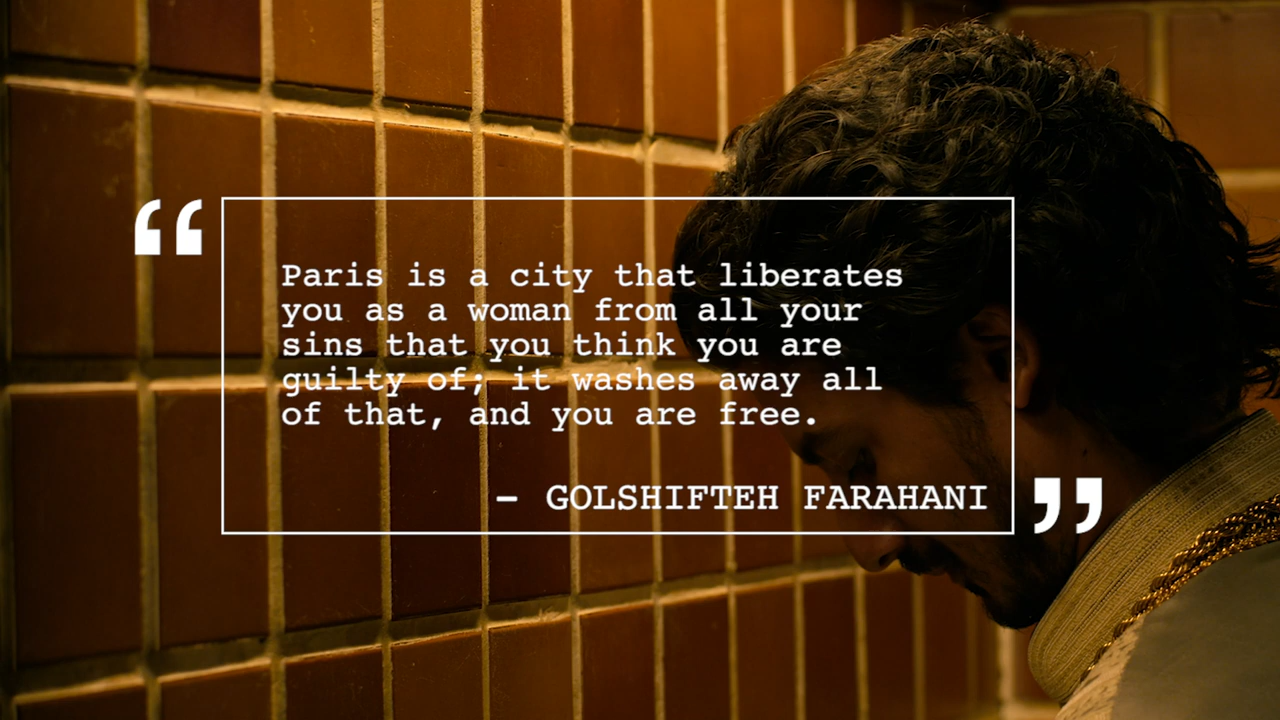 “
Paris is a city that liberates
you as a woman from all your
sins that you think you are
guilty of; it washes away all
of that, and you are free.
– GOLSHIFTEH FARAHANI
”